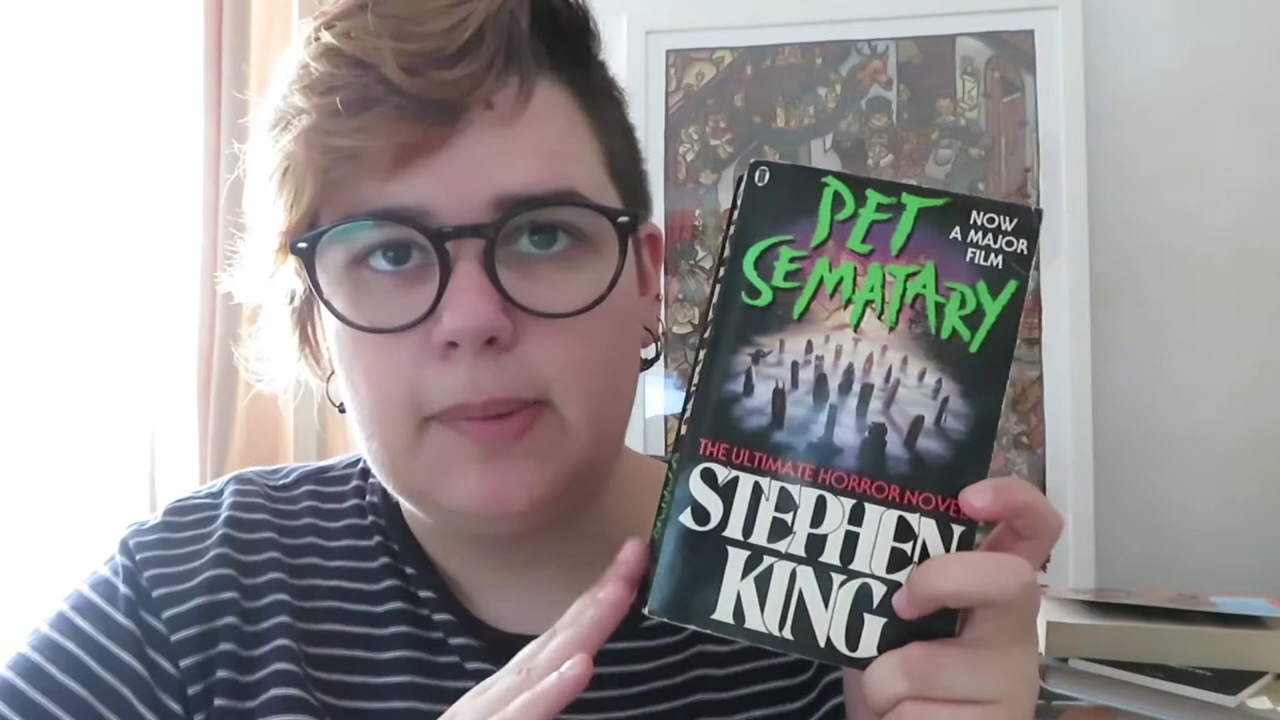 PET
SEMATARY
NOW
A MAJOR
FILM
THE ULTIMATE HORROR NOVEL
STEPHEN
KING